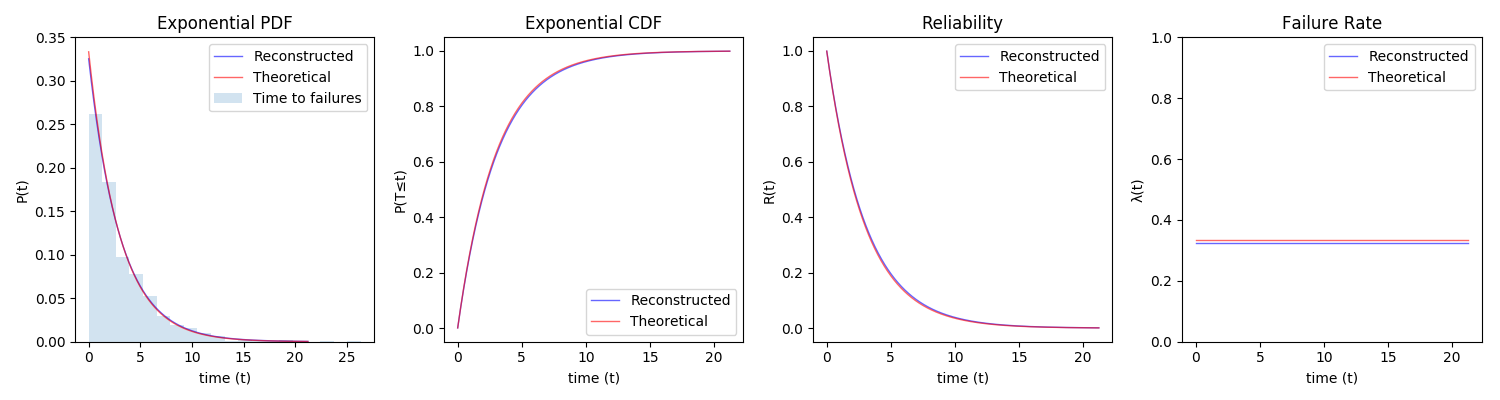 Exponential PDF
P(t)
0.35
0.30
0.25
0.20
0.15
0.10
0.05
0.00
Reconstructed
Theoretical
Time to failures
0 5 10 15 20 25
time (t)
Exponential CDF
P(T≤t)
1.0
0.8
0.6
0.4
0.2
0.0
Reconstructed
Theoretical
0 5 10 15 20
time (t)
Reliability
R(t)
1.0
0.8
0.6
0.4
0.2
0.0
Reconstructed
Theoretical
0 5 10 15 20
time (t)
Failure Rate
λ(t)
1.0
0.8
0.6
0.4
0.2
0.0
Reconstructed
Theoretical
0 5 10 15 20
time (t)